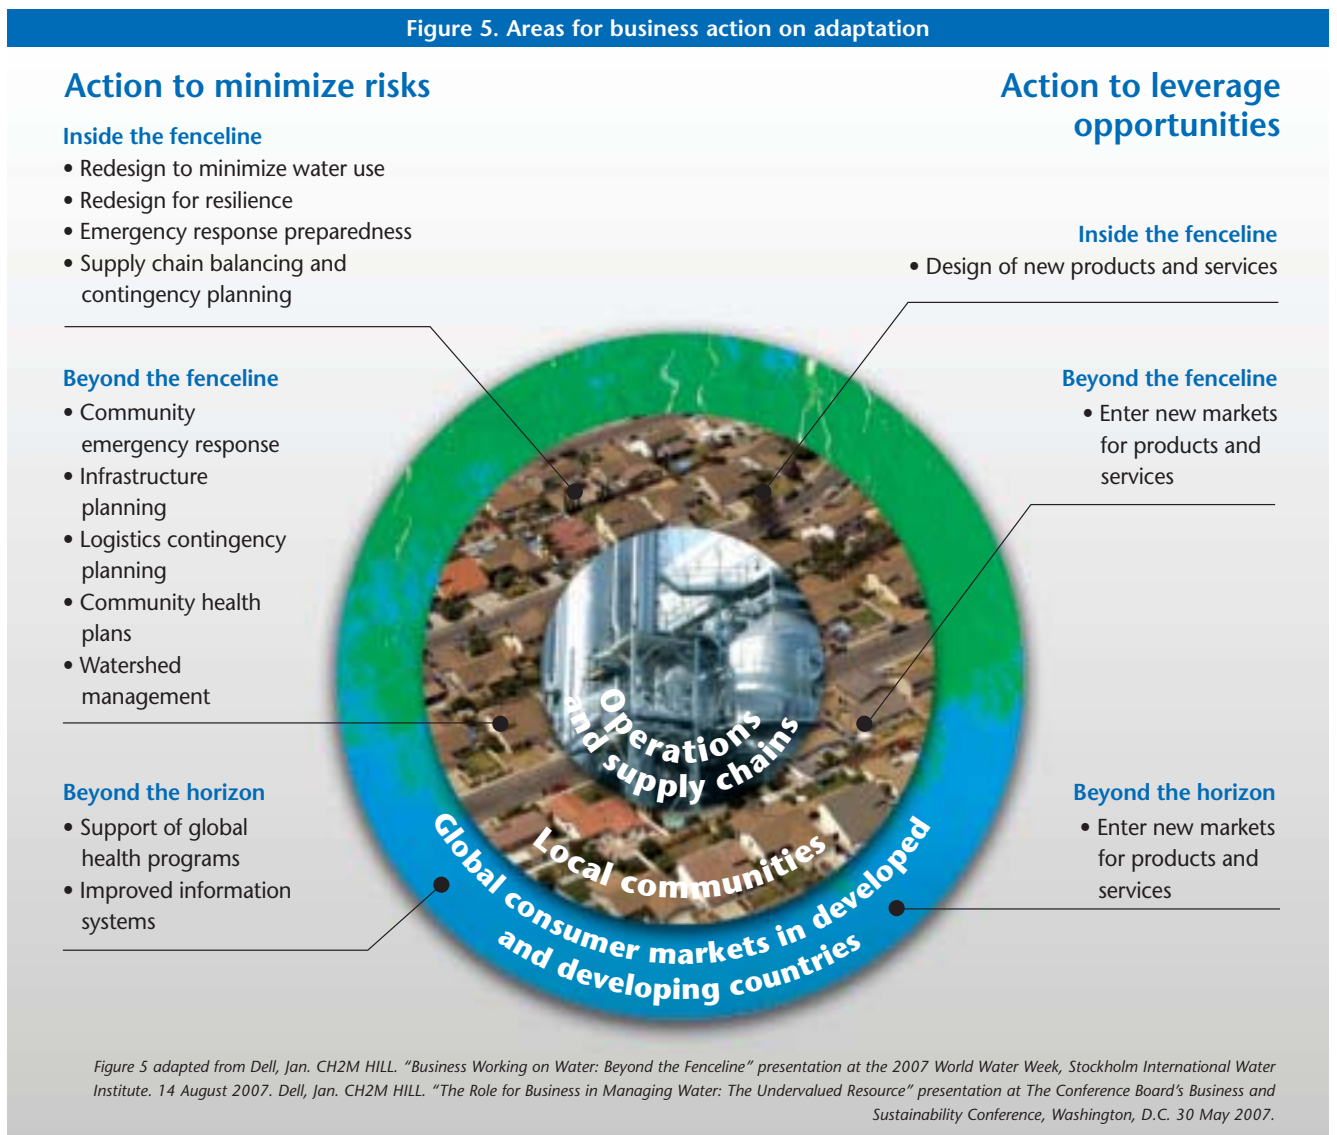 Figure 5. Areas for business action on adaptation
Action to minimize risks
Inside the fenceline
• Redesign to minimize water use
• Redesign for resilience
• Emergency response preparedness
• Supply chain balancing and
contingency planning
Beyond the fenceline
• Community
emergency response
• Infrastructure
planning
• Logistics contingency
planning
• Community health
plans
• Watershed
management
Beyond the horizon
• Support of global
health programs
• Improved information
systems
Action to leverage
opportunities
Inside the fenceline
• Design of new products and services
Beyond the fenceline
• Enter new markets
for products and
services
Beyond the horizon
• Enter new markets
for products and
services
Operations
and supply chains
Local communities
Global consumer markets in developed
and developing countries
Figure 5 adapted from Dell, Jan. CH2M HILL. “Business Working on Water: Beyond the Fenceline” presentation at the 2007 World Water Week, Stockholm International Water
Institute. 14 August 2007. Dell, Jan. CH2M HILL. “The Role for Business in Managing Water: The Undervalued Resource” presentation at The Conference Board’s Business and
Sustainability Conference, Washington, D.C. 30 May 2007.